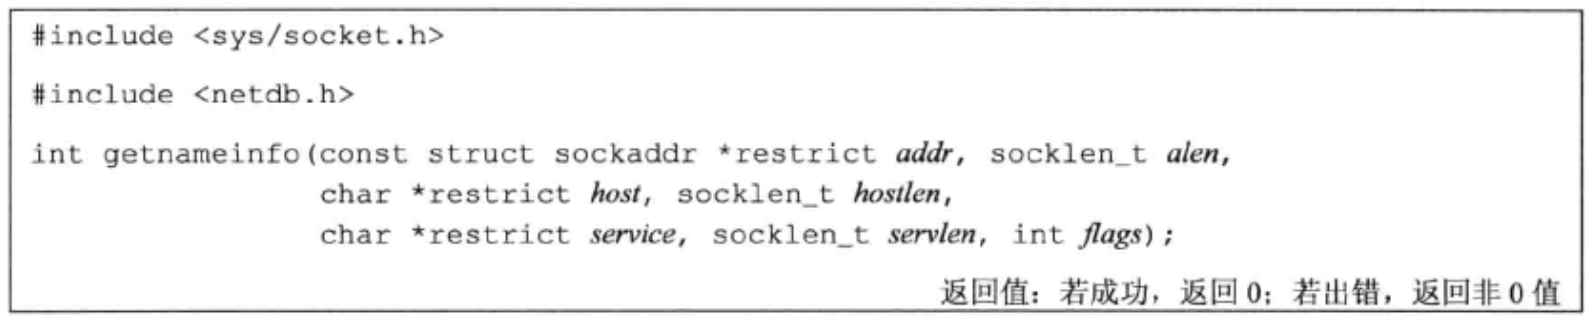 #include <sys/socket.h>
#include <netdb.h>
int getnameinfo(const struct sockaddr *restrict addr, socklen_t alen,
char *restrict host, socklen_t hostlen,
char *restrict service, socklen_t servlen, int flags);
返回值：若成功，返回 0；若出错，返回非 0 值